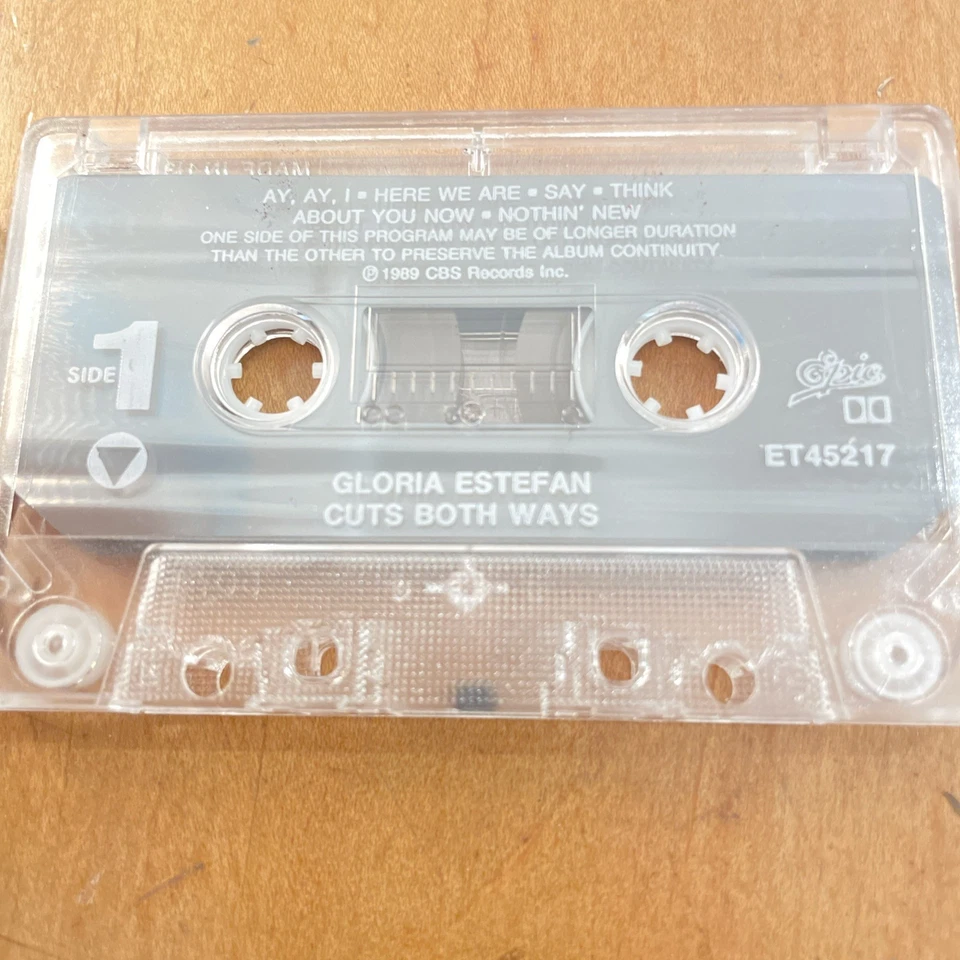 MADE IN
AY, AY, I ▪ HERE WE ARE ▪ SAY ▪ THINK
ABOUT YOU NOW ▪ NOTHIN' NEW
ONE SIDE OF THIS PROGRAM MAY BE OF LONGER DURATION
THAN THE OTHER TO PRESERVE THE ALBUM CONTINUITY.
℗ 1989 CBS Records Inc.
SIDE 1
Epic
ET45217
GLORIA ESTEFAN
CUTS BOTH WAYS